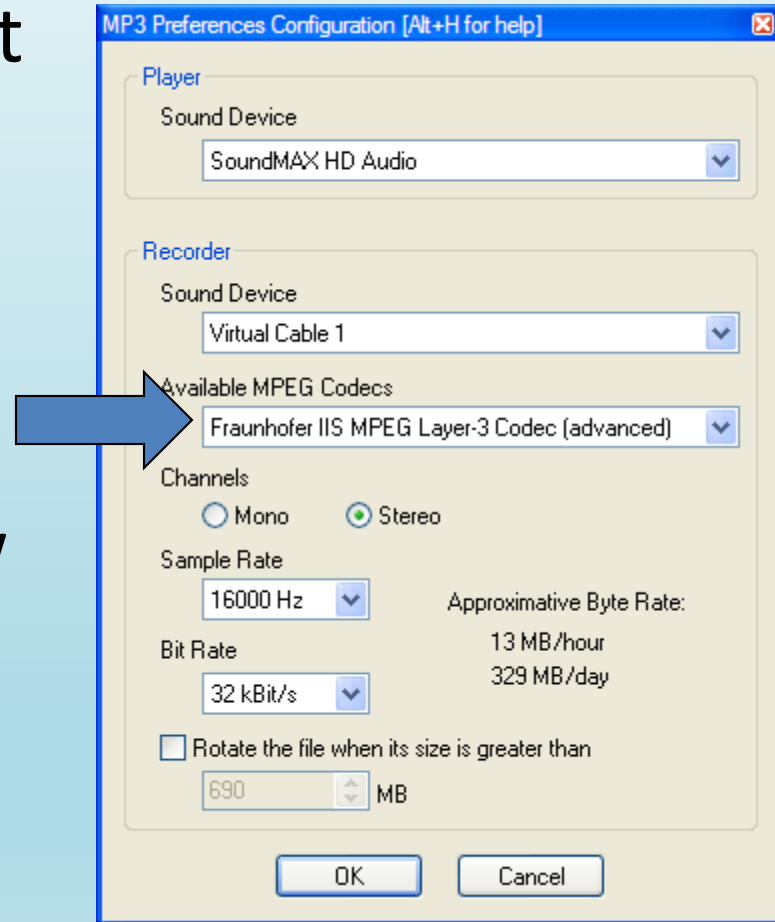 t
MP3 Preferences Configuration [Alt+H for help]
Player
Sound Device
SoundMAX HD Audio
Recorder
Sound Device
Virtual Cable 1
Available MPEG Codecs
Fraunhofer IIS MPEG Layer-3 Codec (advanced)
Channels
Mono Stereo
Sample Rate
16000 Hz Approximative Byte Rate:
13 MB/hour
Bit Rate
329 MB/day
32 kBit/s
Rotate the file when its size is greater than
690 MB
OK Cancel